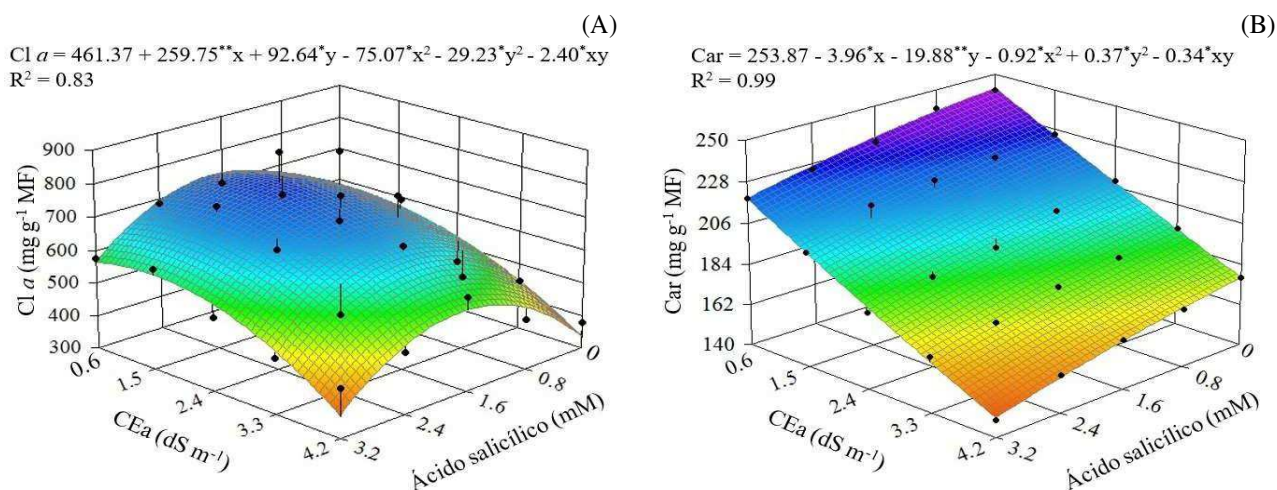 (A)
Cl a = 461.37 + 259.75**x + 92.64*y - 75.07*x² - 29.23*y² - 2.40*xy
R² = 0.83
Cl a (mg g⁻¹ MF)
900
800
700
600
500
400
300
0.6
1.5
2.4
3.3
4.2
CEa (dS m⁻¹)
3.2
2.4
1.6
0.8
0
Ácido salicílico (mM)
(B)
Car = 253.87 - 3.96*x - 19.88**y - 0.92*x² + 0.37*y² - 0.34*xy
R² = 0.99
Car (mg g⁻¹ MF)
250
228
206
184
162
140
0.6
1.5
2.4
3.3
4.2
CEa (dS m⁻¹)
3.2
2.4
1.6
0.8
0
Ácido salicílico (mM)